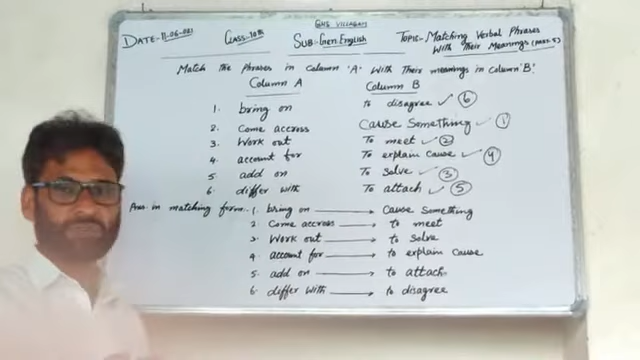 GHS VILLAGAM
DATE-11-06-021 CLASS-10th SUB-Gen.English TOPIC-Matching Verbal Phrases
With Their Meanings (PART-5)
Match the Phrases in column 'A' With Their meanings in column 'B'.
Column A Column B
1. bring on to disagree ✓ 6
2. Come accross Cause Something ✓ 1
3. Work out To meet ✓ 2
4. account for To explain cause ✓ 4
5. add on To solve ✓ 3
6. differ with To attach ✓ 5
Ans. in matching form. 1. bring on → Cause Something
2. Come accross → to meet
3. Work out → to solve
4. account for → to explain cause
5. add on → to attach
6. differ with → to disagree